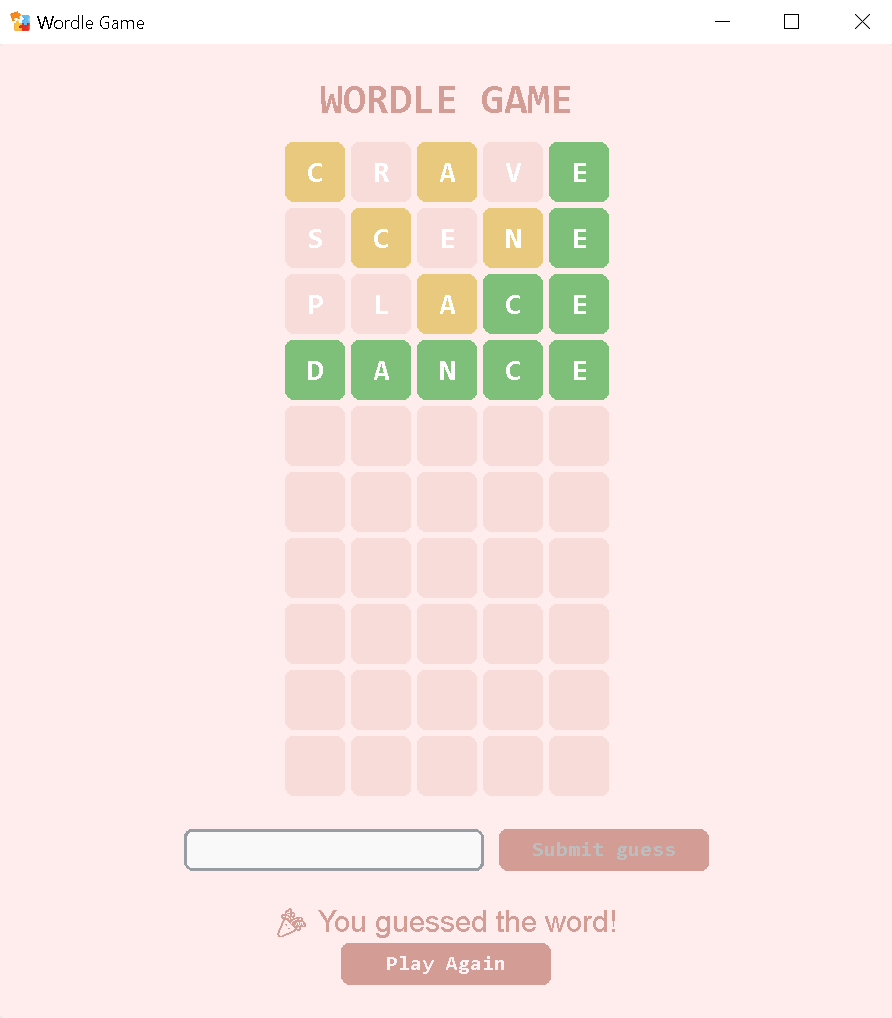 Wordle Game
WORDLE GAME
C R A V E
S C E N E
P L A C E
D A N C E
Submit guess
🎉 You guessed the word!
Play Again